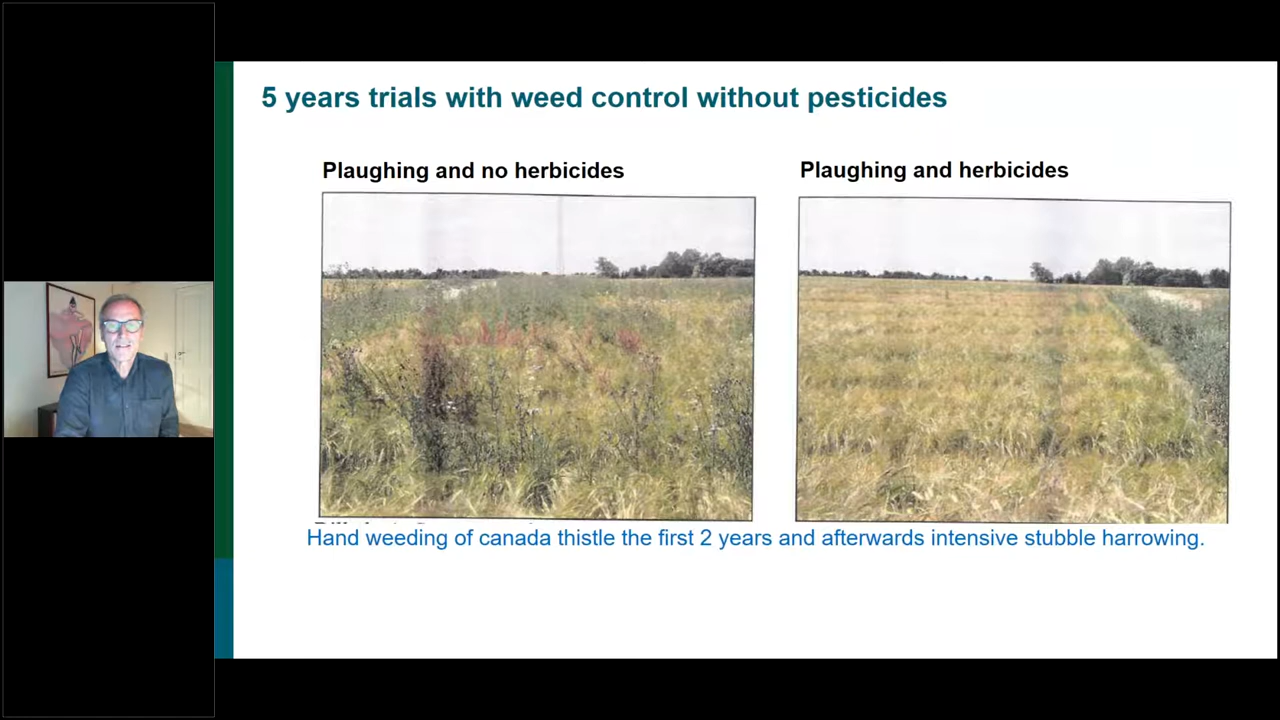 5 years trials with weed control without pesticides
Plaughing and no herbicides
Plaughing and herbicides
Hand weeding of canada thistle the first 2 years and afterwards intensive stubble harrowing.